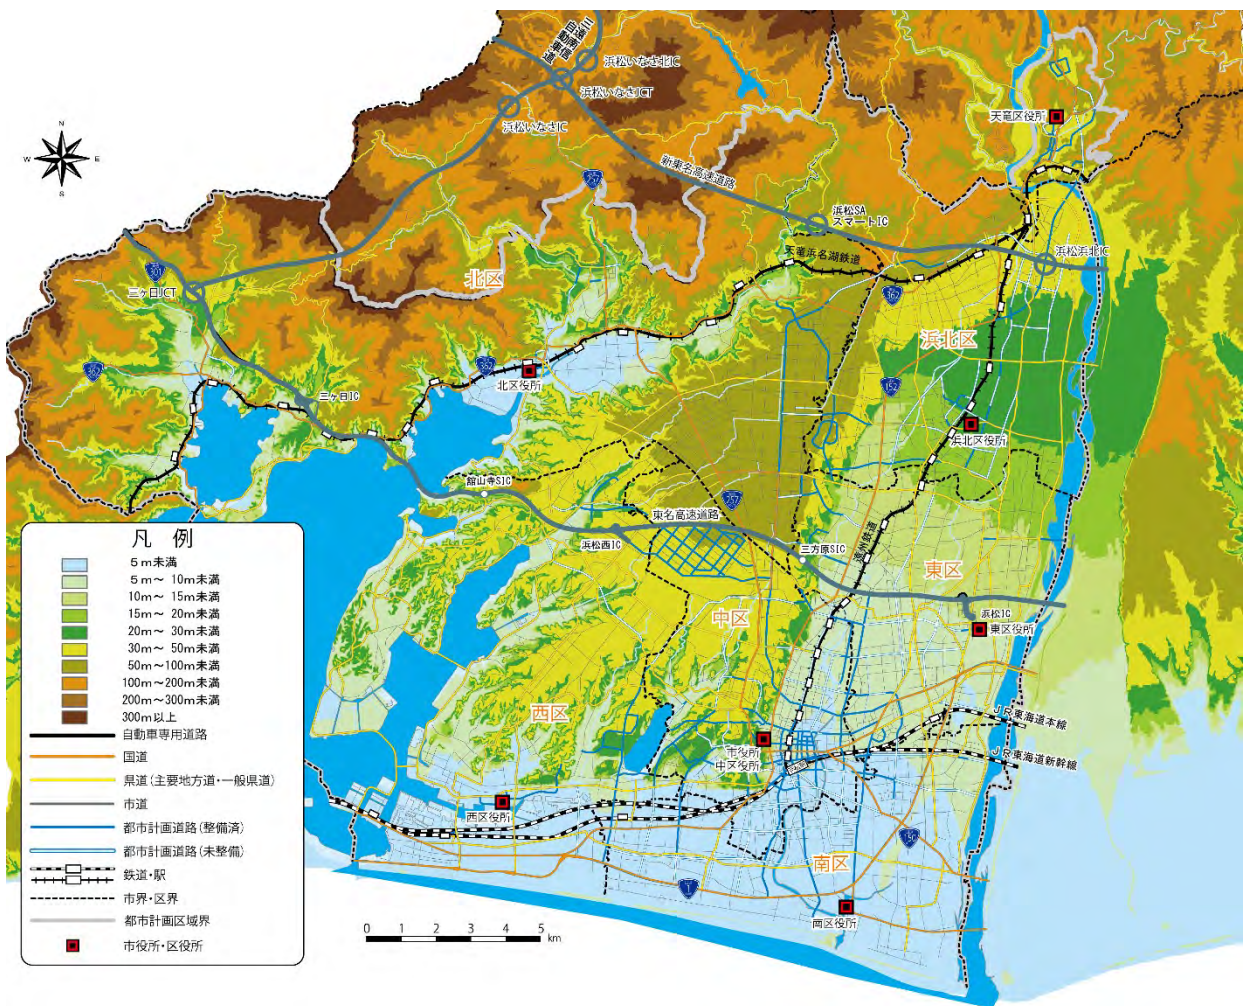 三遠南信
自動車道
浜松いなさ北IC
浜松いなさJCT
浜松いなさIC
天竜区役所
N
W
E
S
257
新東名高速道路
浜松SA
スマートIC
浜松浜北IC
天竜浜名湖鉄道
301
三ヶ日JCT
北区
362
浜北区
362
362
152
北区役所
三ヶ日IC
浜北区役所
舘山寺SIC
257
東名高速道路
浜松西IC
三方原SIC
遠州鉄道
東区
浜松IC
東区役所
中区
西区
JR東海道本線
市役所
中区役所
JR東海道新幹線
西区役所
150
南区
1
南区役所
0
1
2
3
4
5
km
凡例
5m未満
5m～10m未満
10m～15m未満
15m～20m未満
20m～30m未満
30m～50m未満
50m～100m未満
100m～200m未満
200m～300m未満
300m以上
自動車専用道路
国道
県道(主要地方道・一般県道)
市道
都市計画道路(整備済)
都市計画道路(未整備)
鉄道・駅
市界・区界
都市計画区域界
市役所・区役所